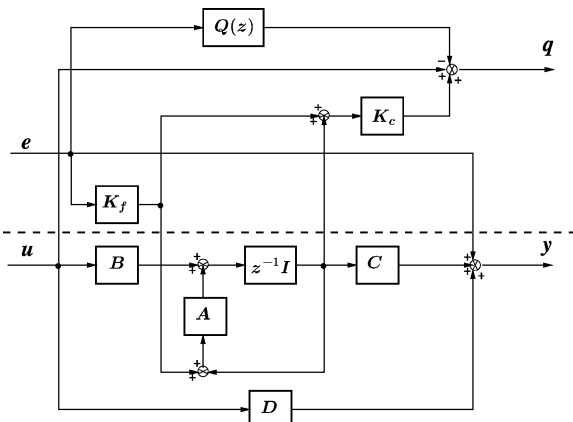 Q(z)
−
q
+
+
+
+
K_c
e
K_f
u
B
+
+
z^{-1}I
C
+
+
+
y
A
+
+
D